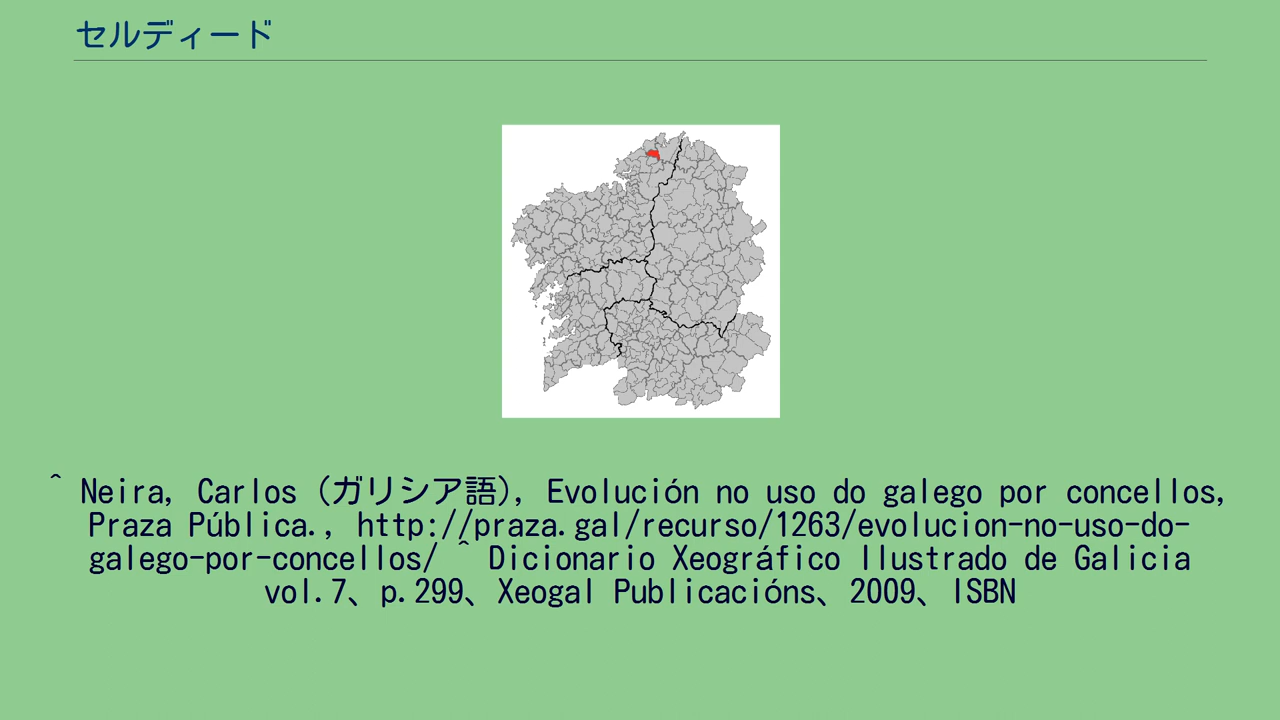 セルディード
^ Neira, Carlos (ガリシア語), Evolución no uso do galego por concellos,
Praza Pública., http://praza.gal/recurso/1263/evolucion-no-uso-do-
galego-por-concellos/ ^ Dicionario Xeográfico Ilustrado de Galicia
vol.7、p.299、Xeogal Publicacións、2009、ISBN